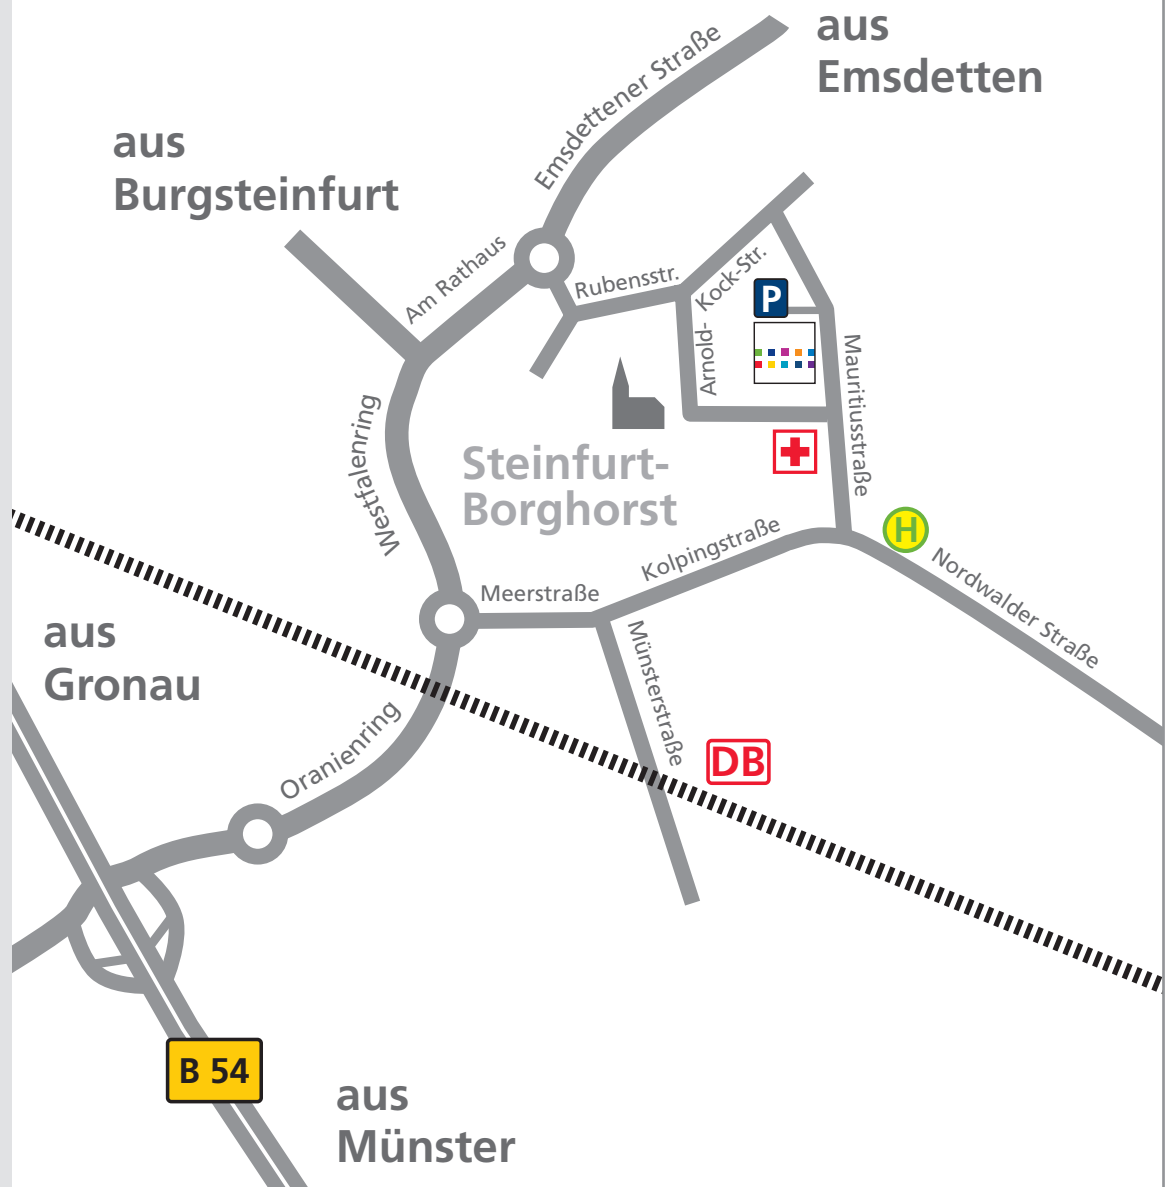 aus
Emsdetten
Emsdettener Straße
aus
Burgsteinfurt
Am Rathaus
Rubensstr.
Arnold-
Kock-Str.
P
Mauritiusstraße
Westfalenring
Steinfurt-
Borghorst
H
Kolpingstraße
Nordwalder Straße
Meerstraße
Münsterstraße
aus
Gronau
Oranienring
DB
B 54
aus
Münster